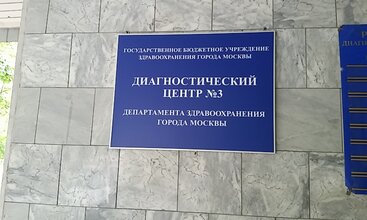 ГОСУДАРСТВЕННОЕ БЮДЖЕТНОЕ УЧРЕЖДЕНИЕ
ЗДРАВООХРАНЕНИЯ ГОРОДА МОСКВЫ
ДИАГНОСТИЧЕСКИЙ
ЦЕНТР №3
ДЕПАРТАМЕНТА ЗДРАВООХРАНЕНИЯ
ГОРОДА МОСКВЫ